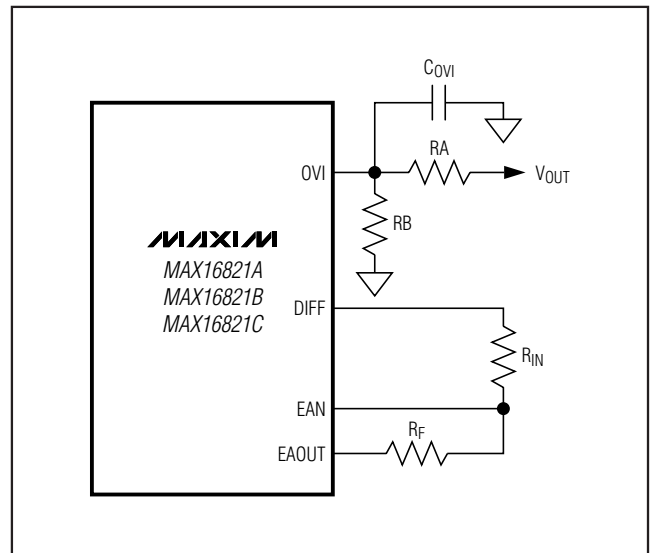 COVI
RA
OVI
VOUT
RB
MAXIM
MAX16821A
MAX16821B
MAX16821C
DIFF
RIN
EAN
RF
EAOUT